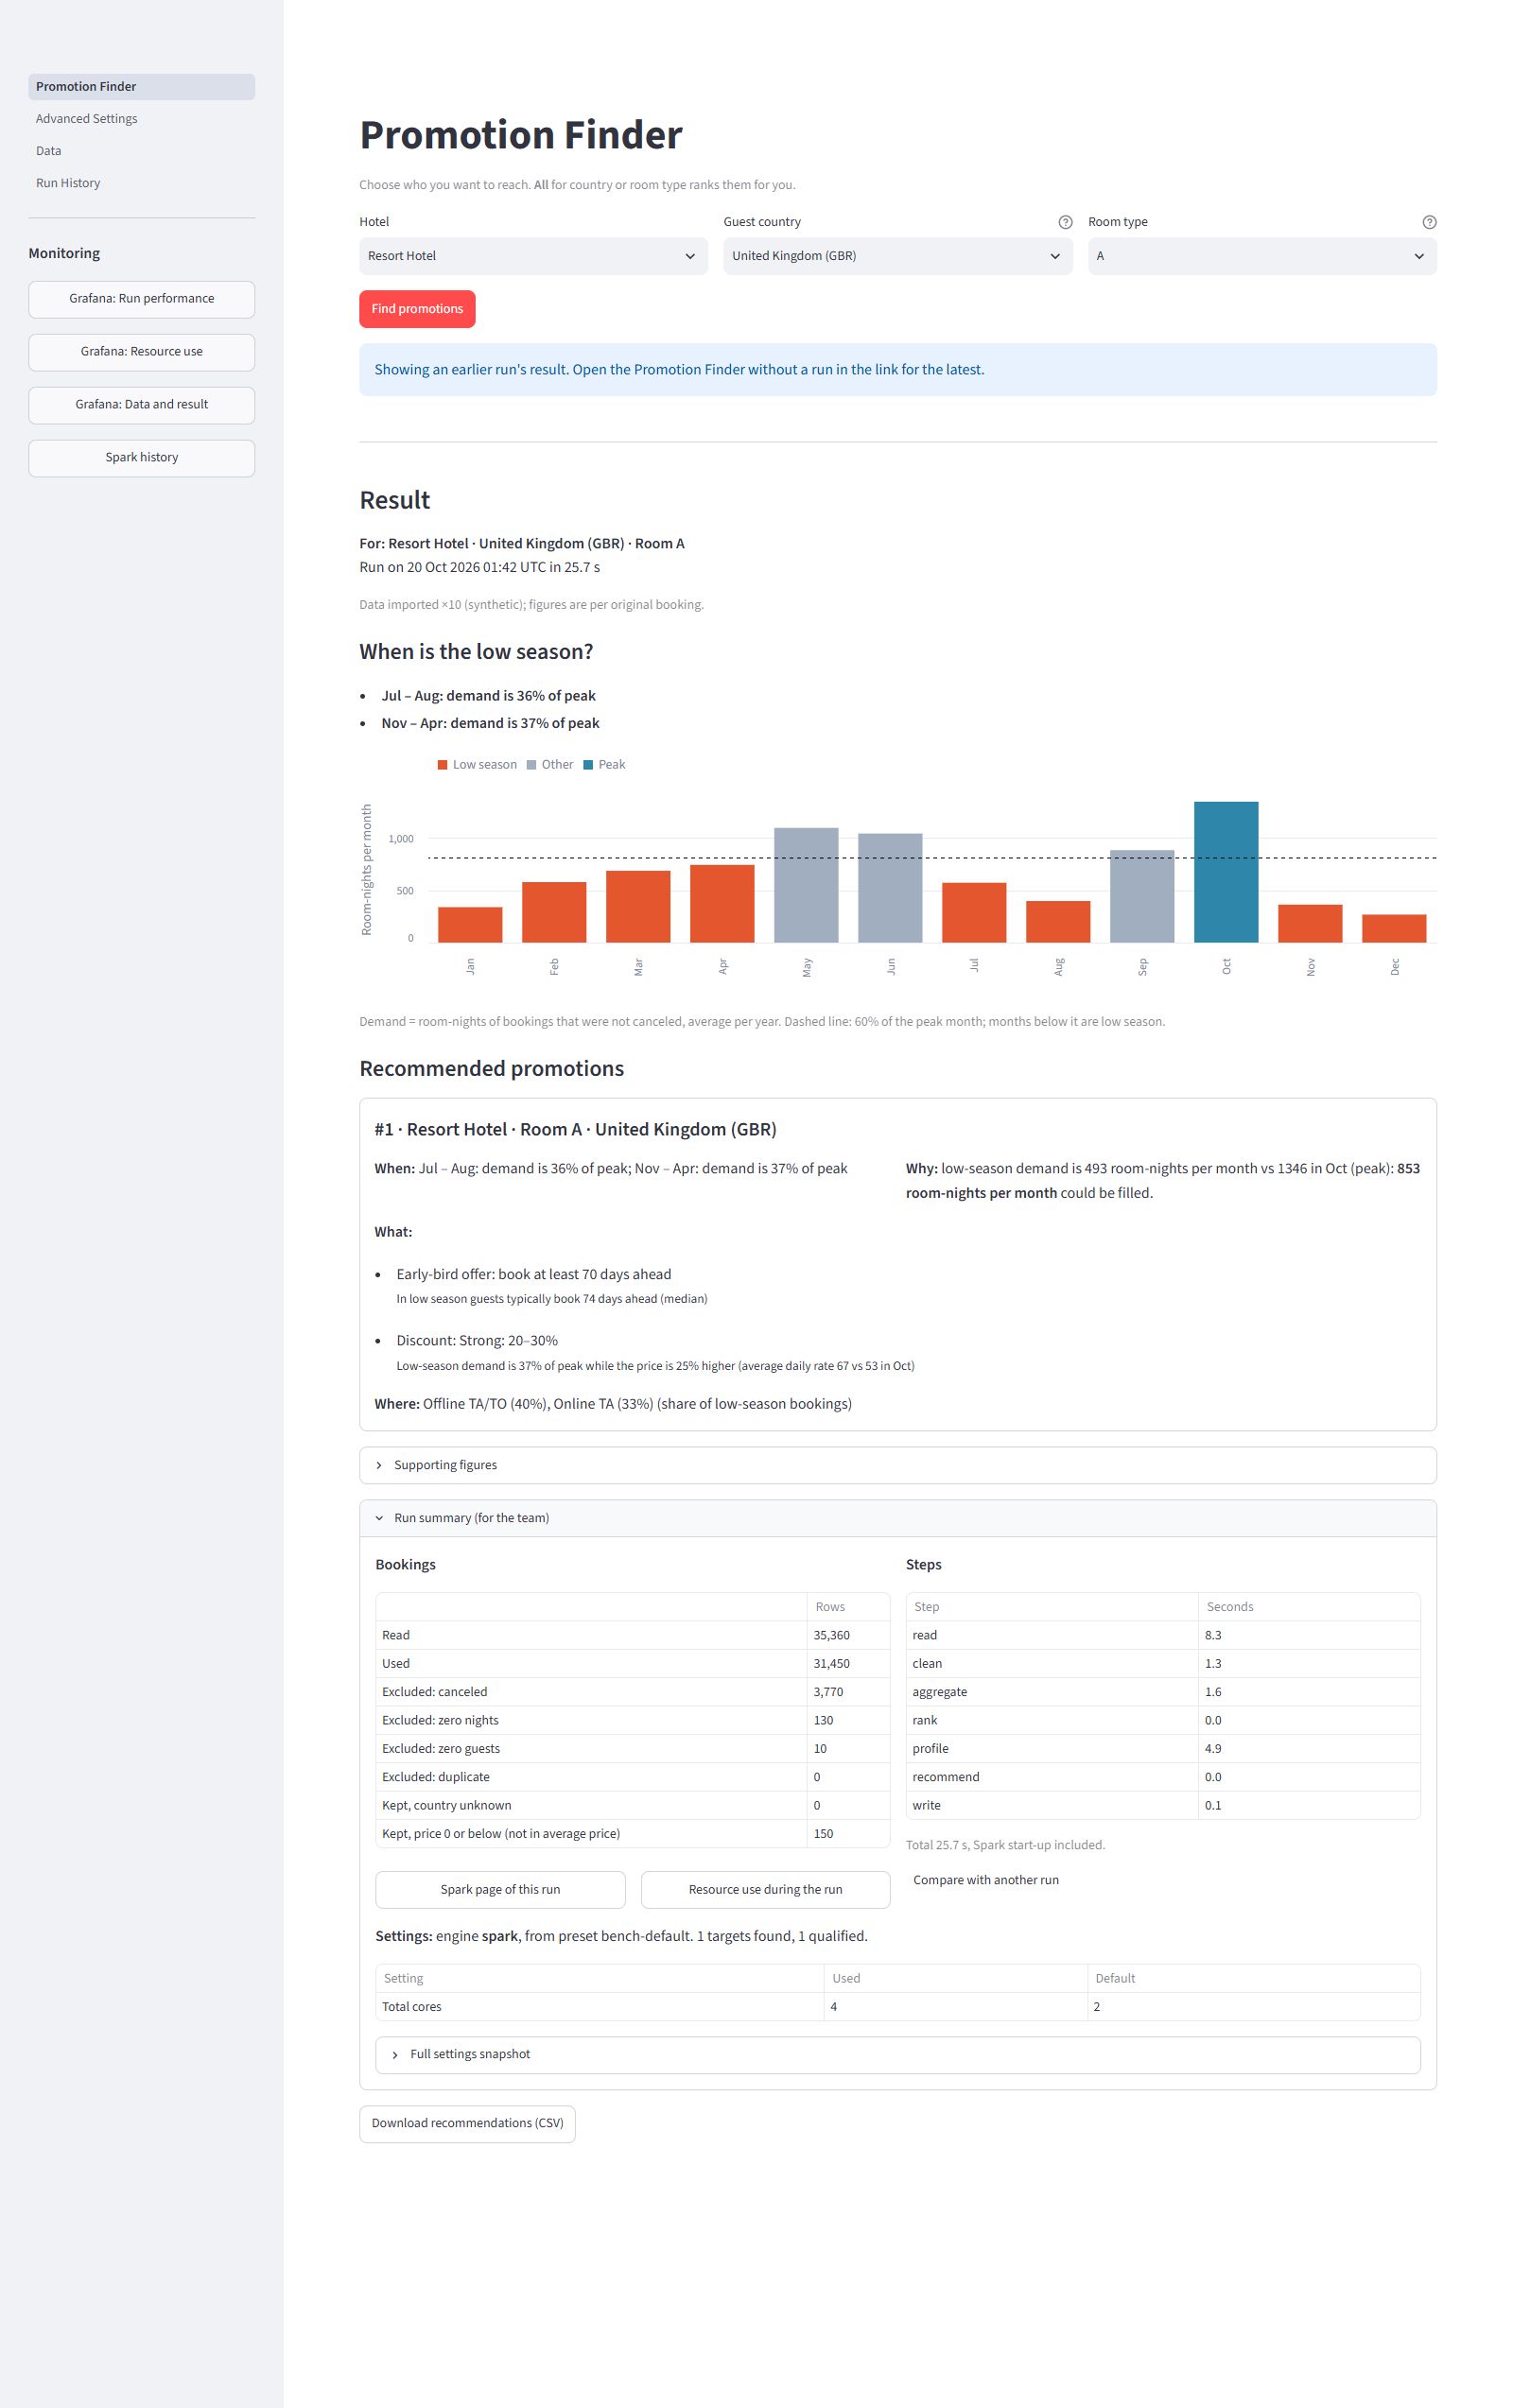 Promotion Finder
Advanced Settings
Data
Run History
Monitoring
Grafana: Run performance
Grafana: Resource use
Grafana: Data and result
Spark history
Promotion Finder
Choose who you want to reach. All for country or room type ranks them for you.
Hotel
Guest country
Room type
Resort Hotel
United Kingdom (GBR)
A
Find promotions
Showing an earlier run's result. Open the Promotion Finder without a run in the link for the latest.
Result
For: Resort Hotel · United Kingdom (GBR) · Room A
Run on 20 Oct 2026 01:42 UTC in 25.7 s
Data imported ×10 (synthetic); figures are per original booking.
When is the low season?
• Jul – Aug: demand is 36% of peak
• Nov – Apr: demand is 37% of peak
Low season Other Peak
Room-nights per month
1,000
500
0
Jan Feb Mar Apr May Jun Jul Aug Sep Oct Nov Dec
Demand = room-nights of bookings that were not canceled, average per year. Dashed line: 60% of the peak month; months below it are low season.
Recommended promotions
#1 · Resort Hotel · Room A · United Kingdom (GBR)
When: Jul – Aug: demand is 36% of peak; Nov – Apr: demand is 37% of peak
Why: low-season demand is 493 room-nights per month vs 1346 in Oct (peak): 853
room-nights per month could be filled.
What:
• Early-bird offer: book at least 70 days ahead
In low season guests typically book 74 days ahead (median)
• Discount: Strong: 20–30%
Low-season demand is 37% of peak while the price is 25% higher (average daily rate 67 vs 53 in Oct)
Where: Offline TA/TO (40%), Online TA (33%) (share of low-season bookings)
Supporting figures
Run summary (for the team)
Bookings
Rows
Read 35,360
Used 31,450
Excluded: canceled 3,770
Excluded: zero nights 130
Excluded: zero guests 10
Excluded: duplicate 0
Kept, country unknown 0
Kept, price 0 or below (not in average price) 150
Spark page of this run
Resource use during the run
Steps
Step Seconds
read 8.3
clean 1.3
aggregate 1.6
rank 0.0
profile 4.9
recommend 0.0
write 0.1
Total 25.7 s, Spark start-up included.
Compare with another run
Settings: engine spark, from preset bench-default. 1 targets found, 1 qualified.
Setting Used Default
Total cores 4 2
Full settings snapshot
Download recommendations (CSV)